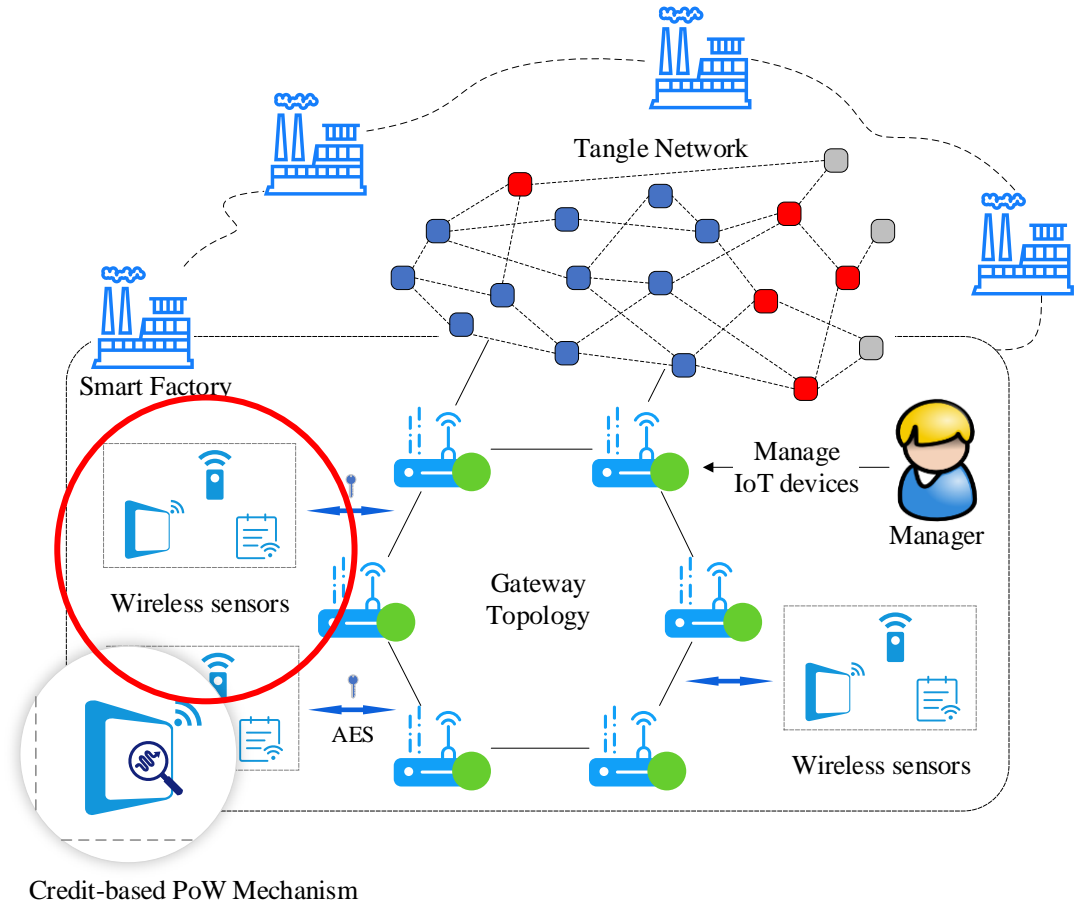 Tangle Network
Smart Factory
Manage
IoT devices
Manager
Gateway
Topology
Wireless sensors
AES
Wireless sensors
Credit-based PoW Mechanism